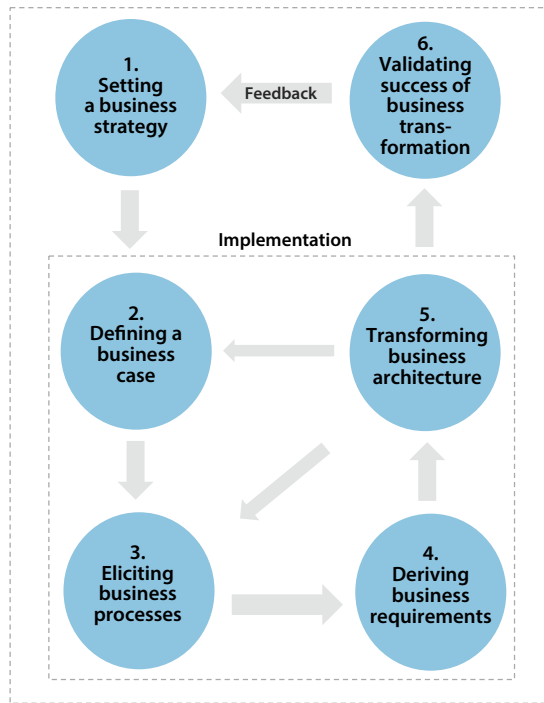 1.
Setting
a business
strategy
Feedback
6.
Validating
success of
business
trans-
formation
Implementation
2.
Defining a
business
case
5.
Transforming
business
architecture
3.
Eliciting
business
processes
4.
Deriving
business
requirements